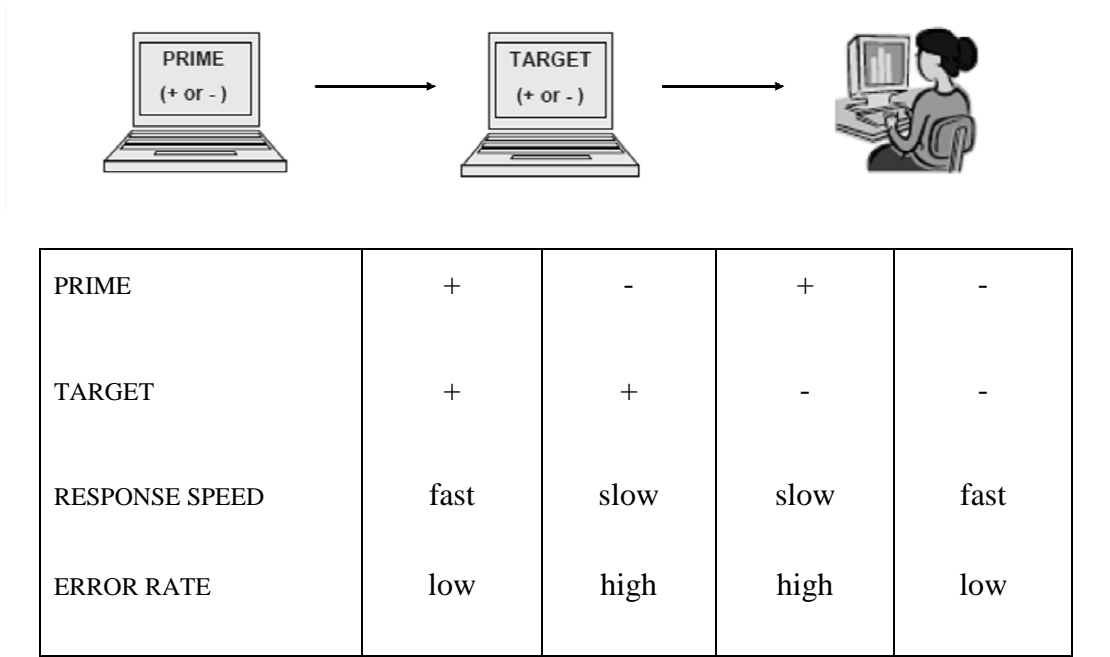 PRIME
(+ or - )
TARGET
(+ or - )
PRIME + - + -
TARGET + + - -
RESPONSE SPEED fast slow slow fast
ERROR RATE low high high low